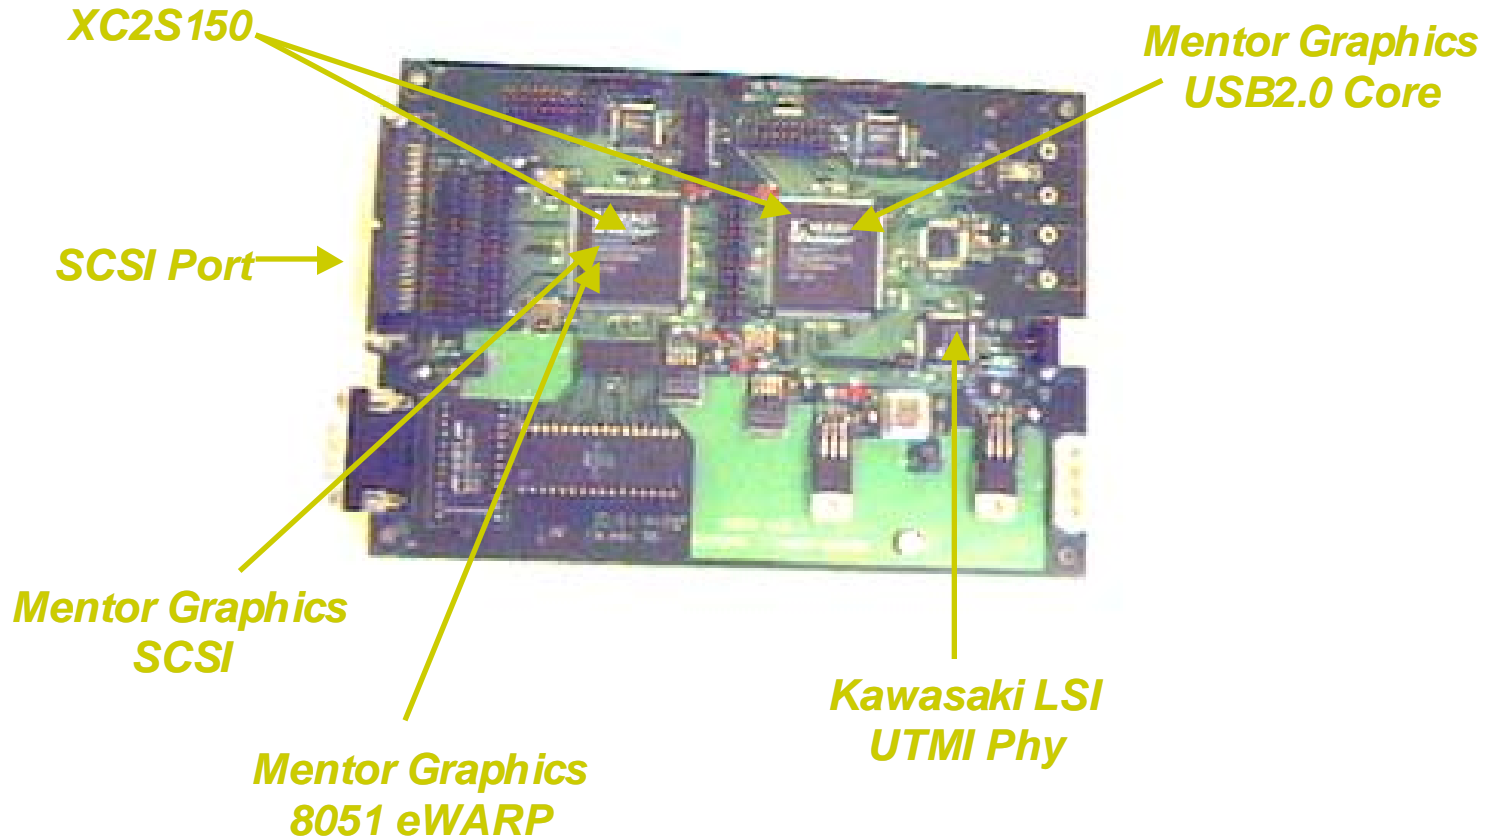 XC2S150
Mentor Graphics
USB2.0 Core
SCSI Port
Mentor Graphics
SCSI
Kawasaki LSI
UTMI Phy
Mentor Graphics
8051 eWARP